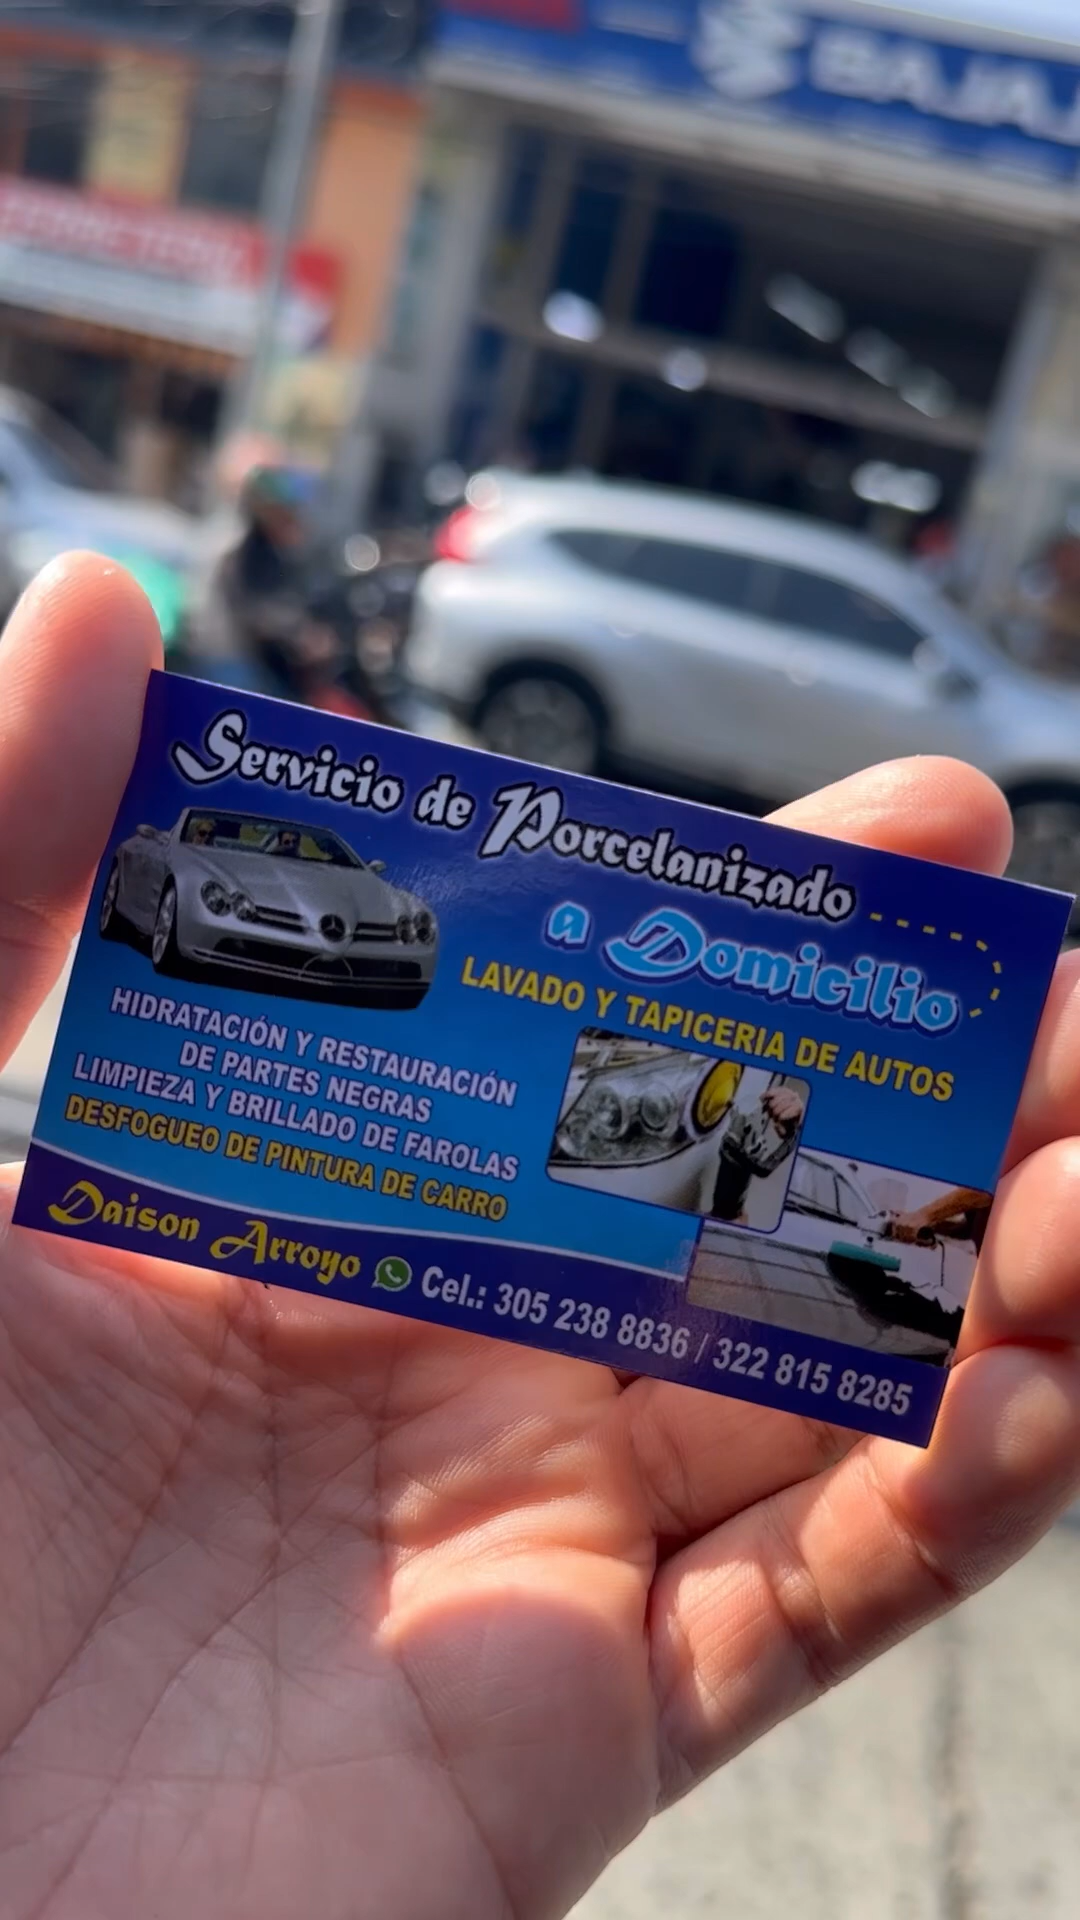 BAJAJ
Servicio de Porcelanizado
a Domicilio
LAVADO Y TAPICERIA DE AUTOS
HIDRATACIÓN Y RESTAURACIÓN
DE PARTES NEGRAS
LIMPIEZA Y BRILLADO DE FAROLAS
DESFOGUEO DE PINTURA DE CARRO
Daison Arroyo Cel.: 305 238 8836 / 322 815 8285